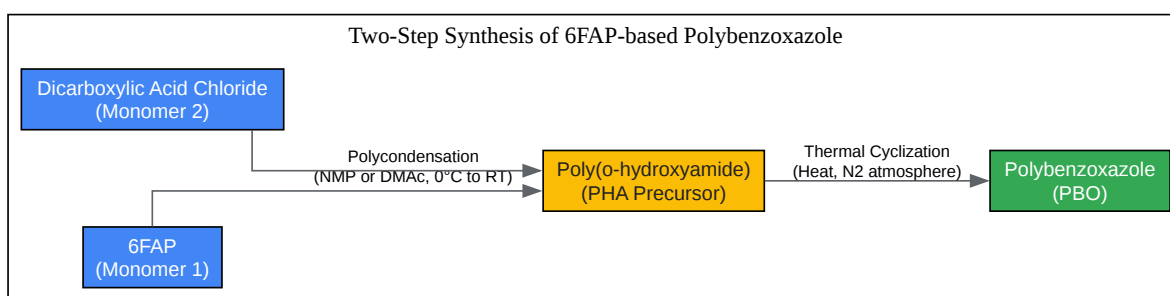 Two-Step Synthesis of 6FAP-based Polybenzoxazole
Dicarboxylic Acid Chloride
(Monomer 2)
Polycondensation
(NMP or DMAc, 0°C to RT)
6FAP
(Monomer 1)
Poly(o-hydroxyamide)
(PHA Precursor)
Thermal Cyclization
(Heat, N2 atmosphere)
Polybenzoxazole
(PBO)